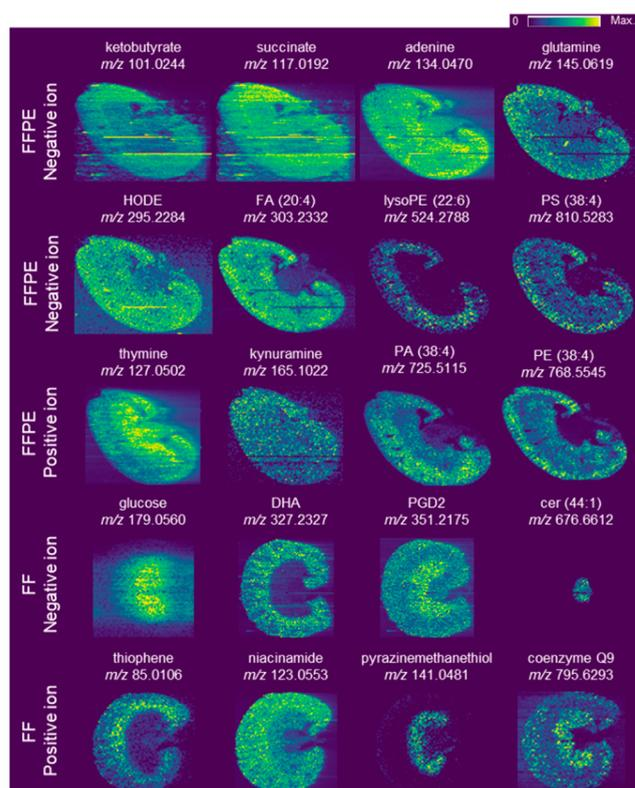 0 Max.
ketobutyrate succinate adenine glutamine
m/z 101.0244 m/z 117.0192 m/z 134.0470 m/z 145.0619
FFPE
Negative ion
HODE FA (20:4) lysoPE (22:6) PS (38:4)
m/z 295.2284 m/z 303.2332 m/z 524.2788 m/z 810.5283
FFPE
Negative ion
thymine kynuramine PA (38:4) PE (38:4)
m/z 127.0502 m/z 165.1022 m/z 725.5115 m/z 768.5545
FFPE
Positive ion
glucose DHA PGD2 cer (44:1)
m/z 179.0560 m/z 327.2327 m/z 351.2175 m/z 676.6612
FF
Negative ion
thiophene niacinamide pyrazinemethanethiol coenzyme Q9
m/z 85.0106 m/z 123.0553 m/z 141.0481 m/z 795.6293
FF
Positive ion